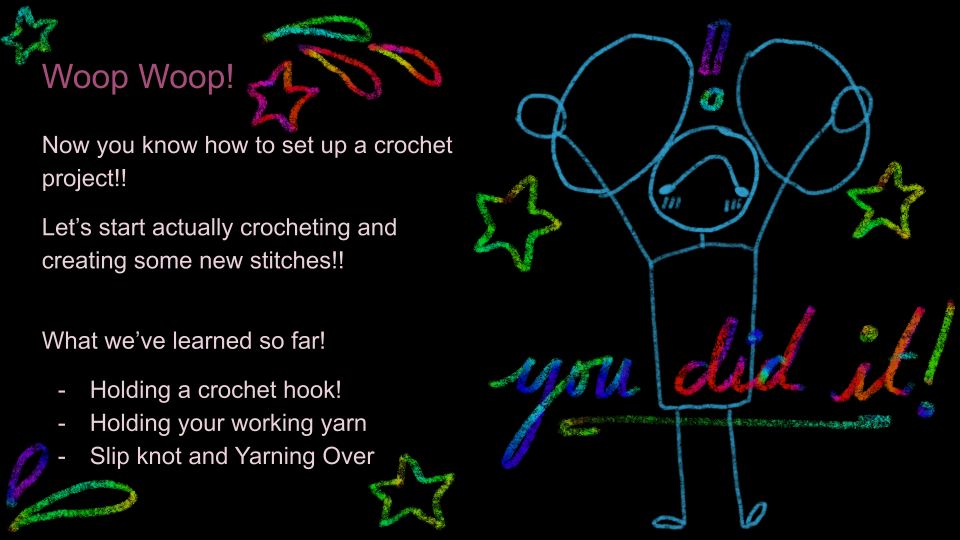 Woop Woop!
Now you know how to set up a crochet
project!!
Let’s start actually crocheting and
creating some new stitches!!
What we’ve learned so far!
- Holding a crochet hook!
- Holding your working yarn
- Slip knot and Yarning Over
!
you did it!